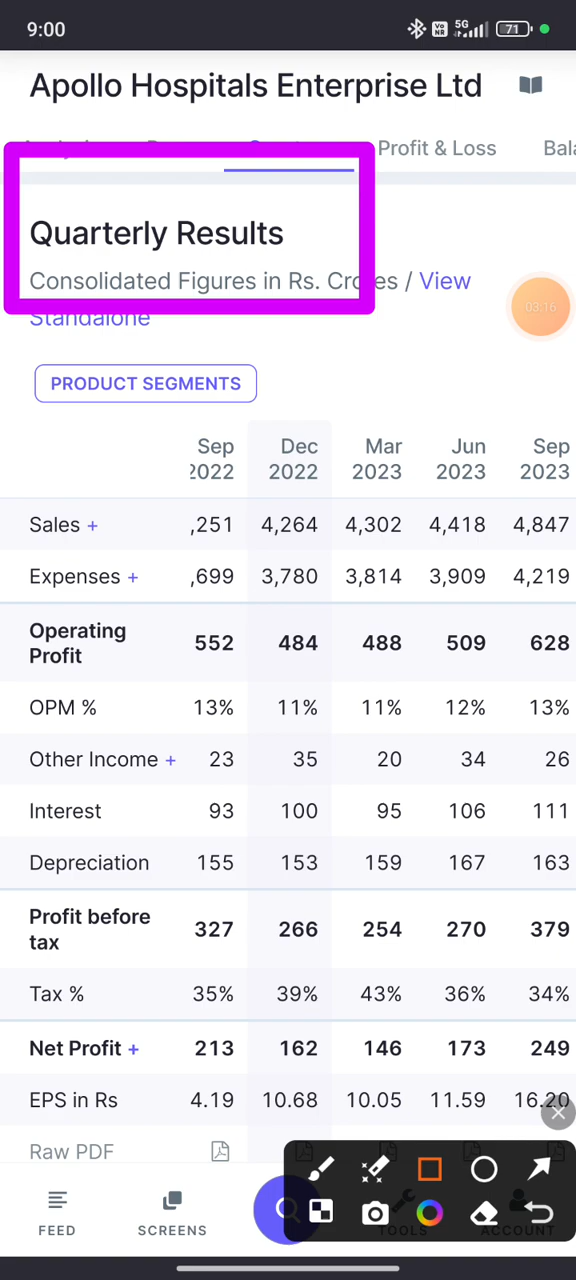 9:00
5G
71
Apollo Hospitals Enterprise Ltd
Profit & Loss
Quarterly Results
Consolidated Figures in Rs. / View
Standalone
03:16
PRODUCT SEGMENTS
Sep Dec Mar Jun Sep
2022 2022 2023 2023 2023
Sales + ,251 4,264 4,302 4,418 4,847
Expenses + ,699 3,780 3,814 3,909 4,219
Operating
Profit 552 484 488 509 628
OPM % 13% 11% 11% 12% 13%
Other Income + 23 35 20 34 26
Interest 93 100 95 106 111
Depreciation 155 153 159 167 163
Profit before
tax 327 266 254 270 379
Tax % 35% 39% 43% 36% 34%
Net Profit + 213 162 146 173 249
EPS in Rs 4.19 10.68 10.05 11.59 16.20
Raw PDF
FEED SCREENS TOOLS ACCOUNT